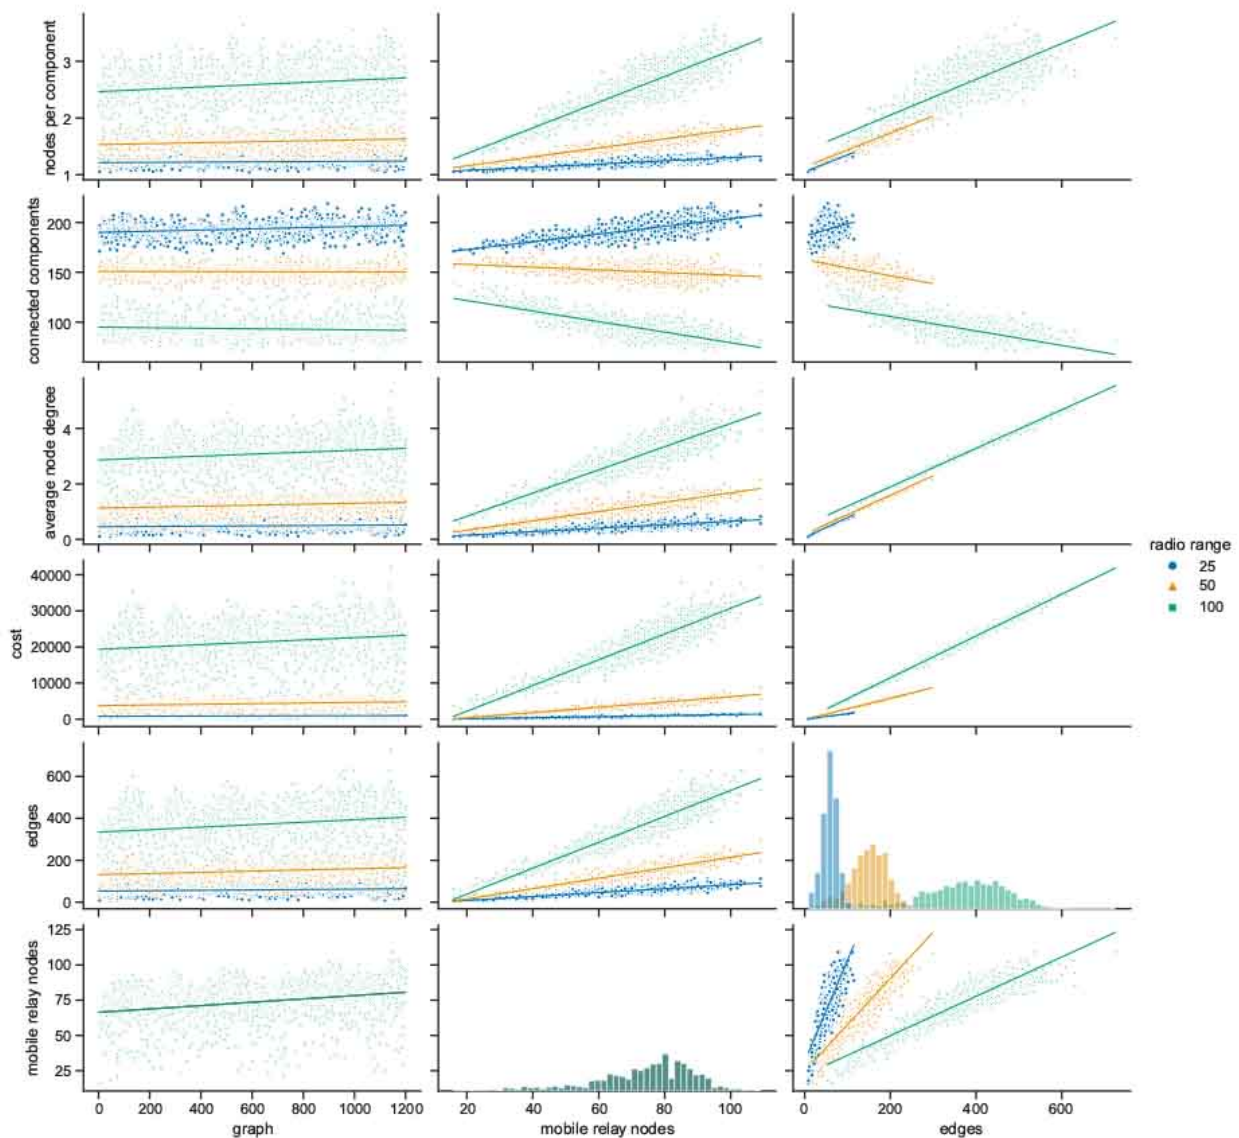 nodes per component
3
2
1
connected components
200
150
100
average node degree
4
2
0
cost
40000
30000
20000
10000
0
edges
600
400
200
0
mobile relay nodes
125
100
75
50
25
0 200 400 600 800 1000 1200
graph
20 40 60 80 100
mobile relay nodes
0 200 400 600
edges
radio range
25
50
100